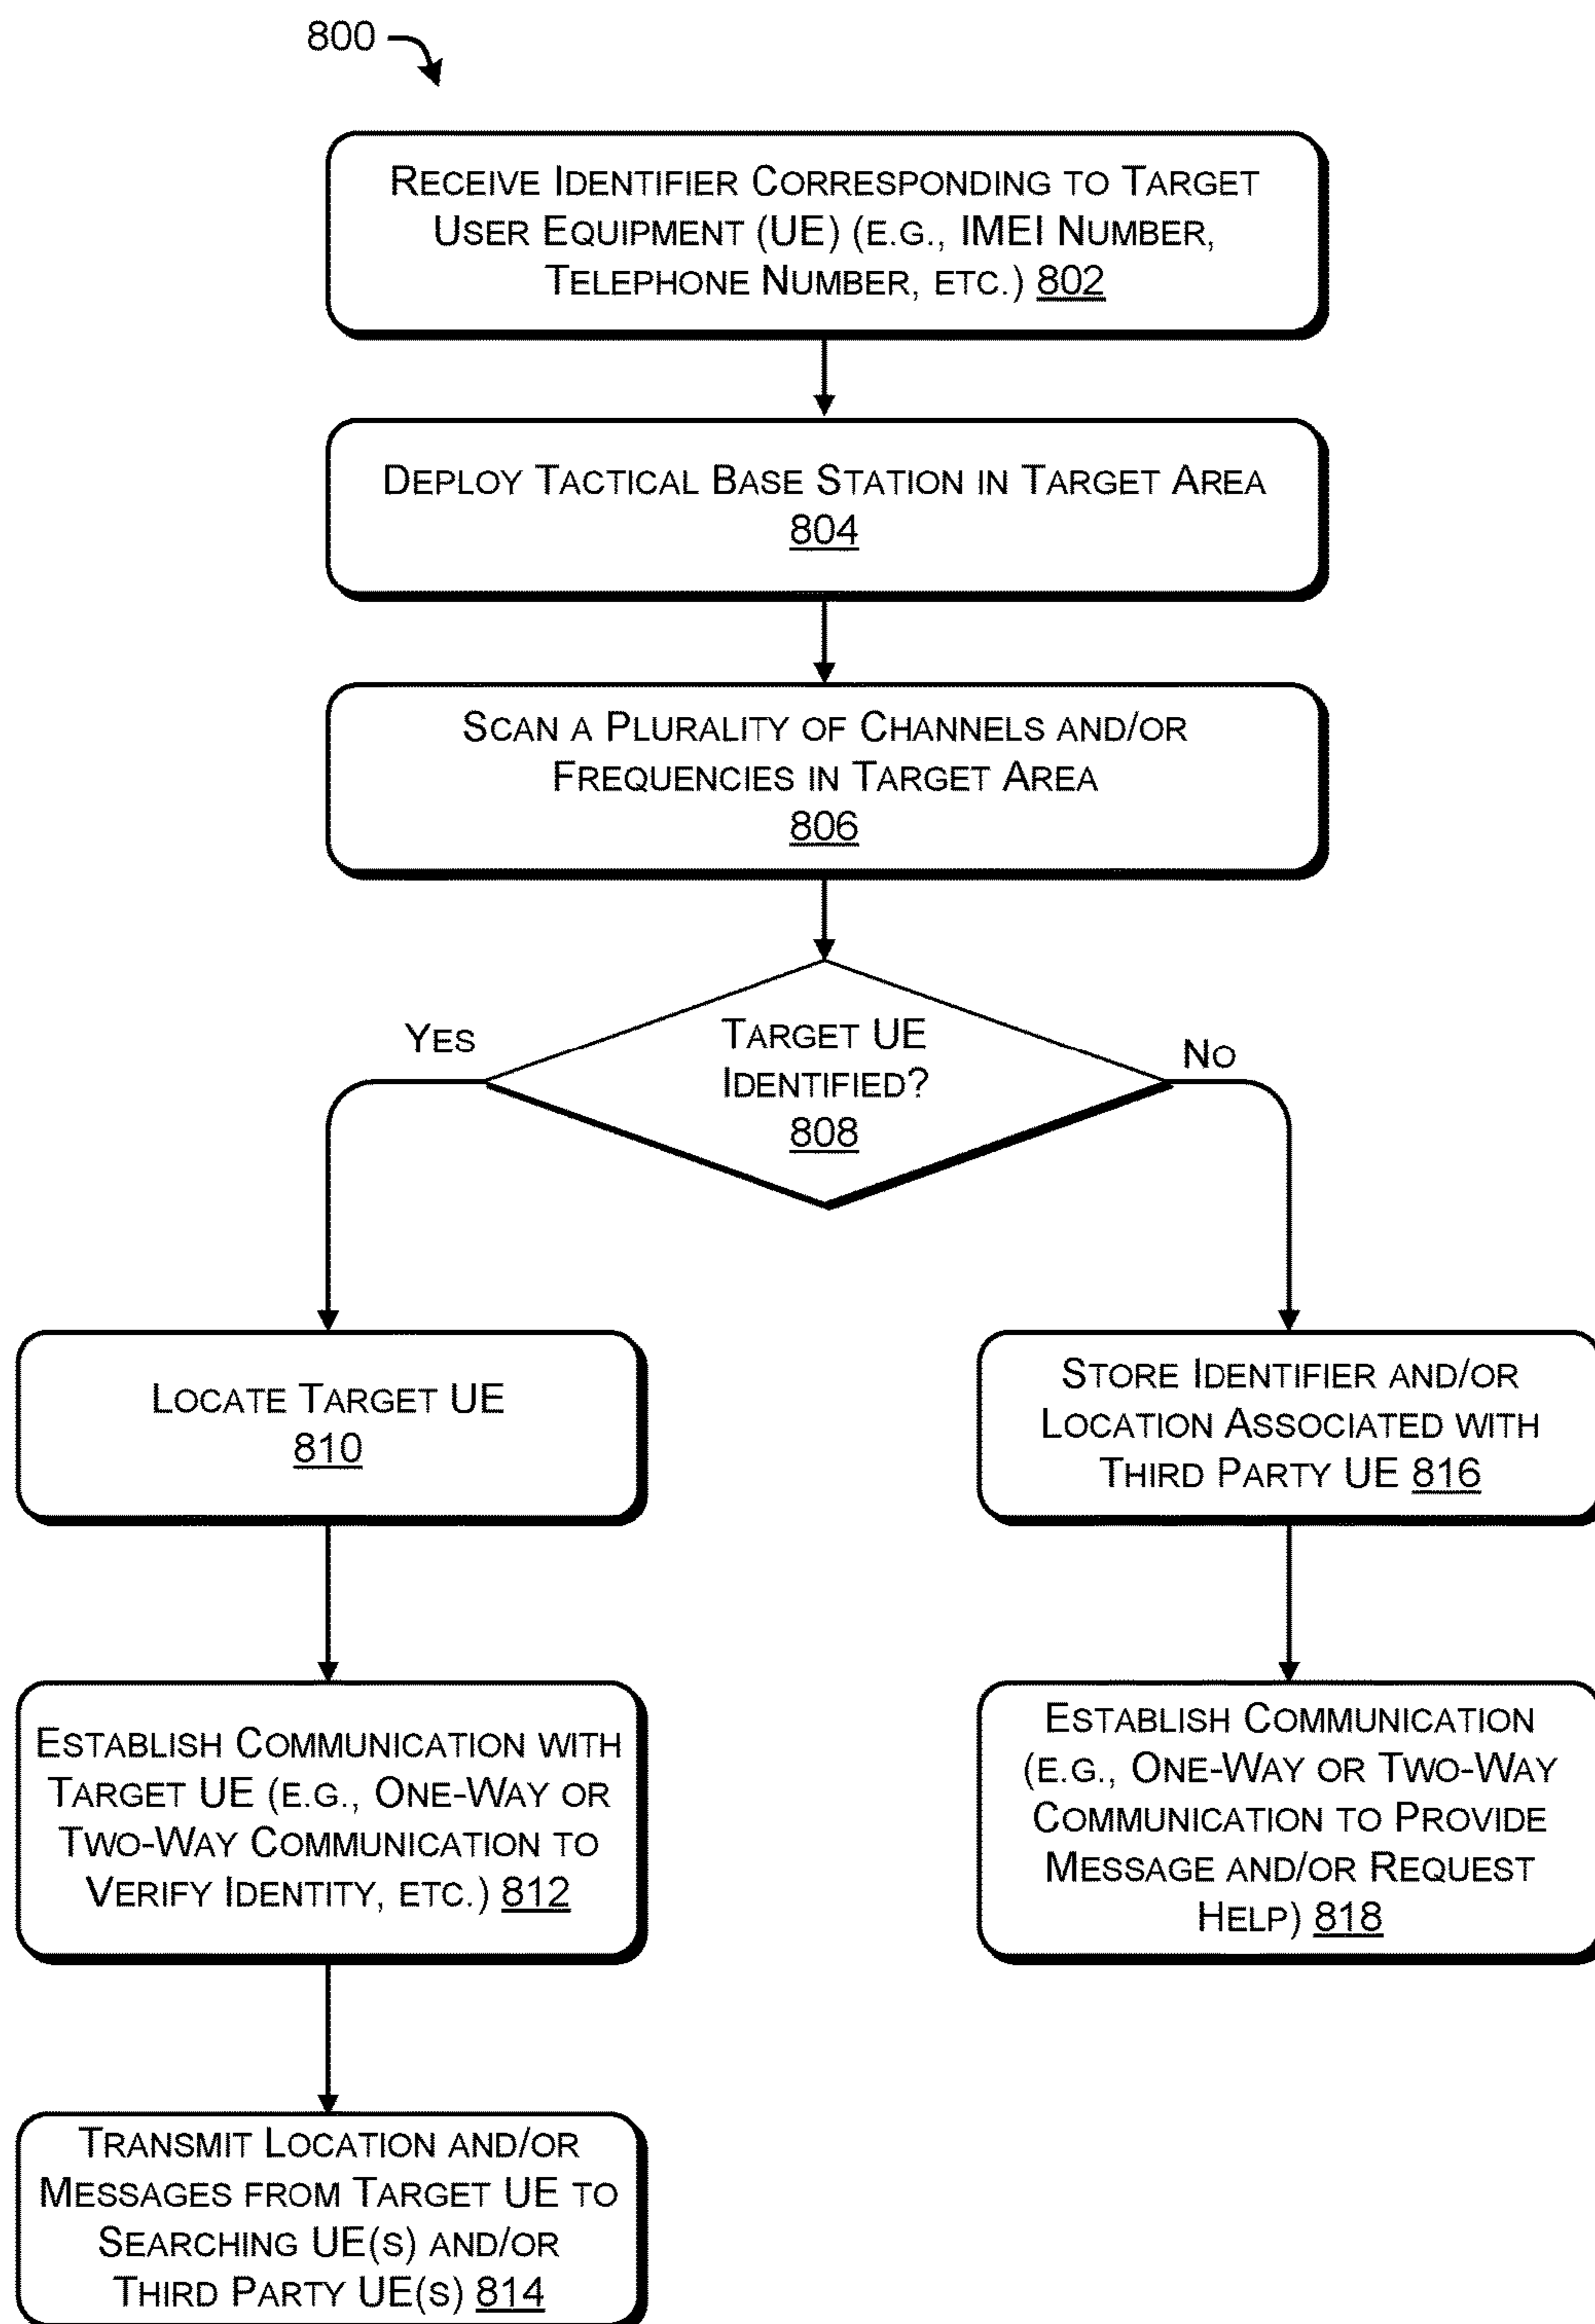 800
RECEIVE IDENTIFIER CORRESPONDING TO TARGET
USER EQUIPMENT (UE) (E.G., IMEI NUMBER,
TELEPHONE NUMBER, ETC.) 802
DEPLOY TACTICAL BASE STATION IN TARGET AREA
804
SCAN A PLURALITY OF CHANNELS AND/OR
FREQUENCIES IN TARGET AREA
806
TARGET UE
IDENTIFIED?
808
YES
NO
LOCATE TARGET UE
810
ESTABLISH COMMUNICATION WITH
TARGET UE (E.G., ONE-WAY OR
TWO-WAY COMMUNICATION TO
VERIFY IDENTITY, ETC.) 812
TRANSMIT LOCATION AND/OR
MESSAGES FROM TARGET UE TO
SEARCHING UE(S) AND/OR
THIRD PARTY UE(S) 814
STORE IDENTIFIER AND/OR
LOCATION ASSOCIATED WITH
THIRD PARTY UE 816
ESTABLISH COMMUNICATION
(E.G., ONE-WAY OR TWO-WAY
COMMUNICATION TO PROVIDE
MESSAGE AND/OR REQUEST
HELP) 818